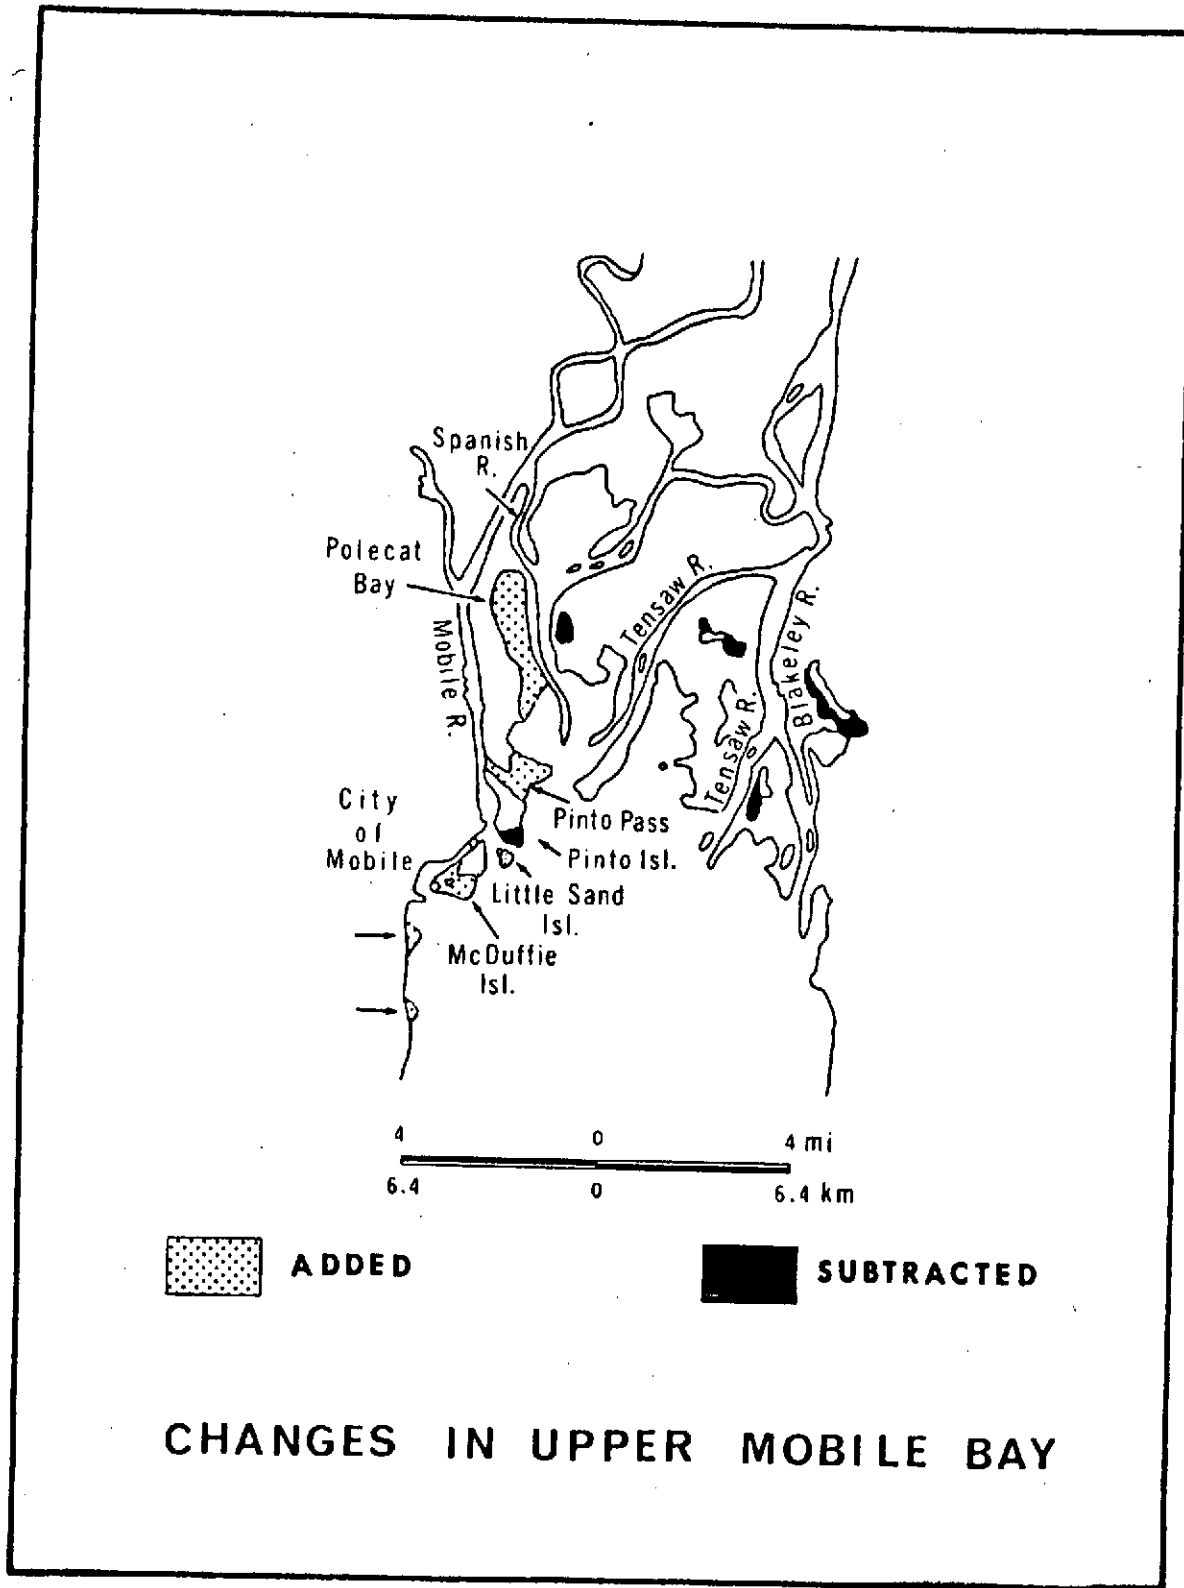 Spanish
R.
Polecat
Bay
Mobile R.
Tensaw R.
Blakeley R.
Tensaw R.
City
of
Mobile
Pinto Pass
Pinto Isl.
Little Sand
Isl.
McDuffie
Isl.
4 0 4 mi
6.4 0 6.4 km
ADDED
SUBTRACTED
CHANGES IN UPPER MOBILE BAY